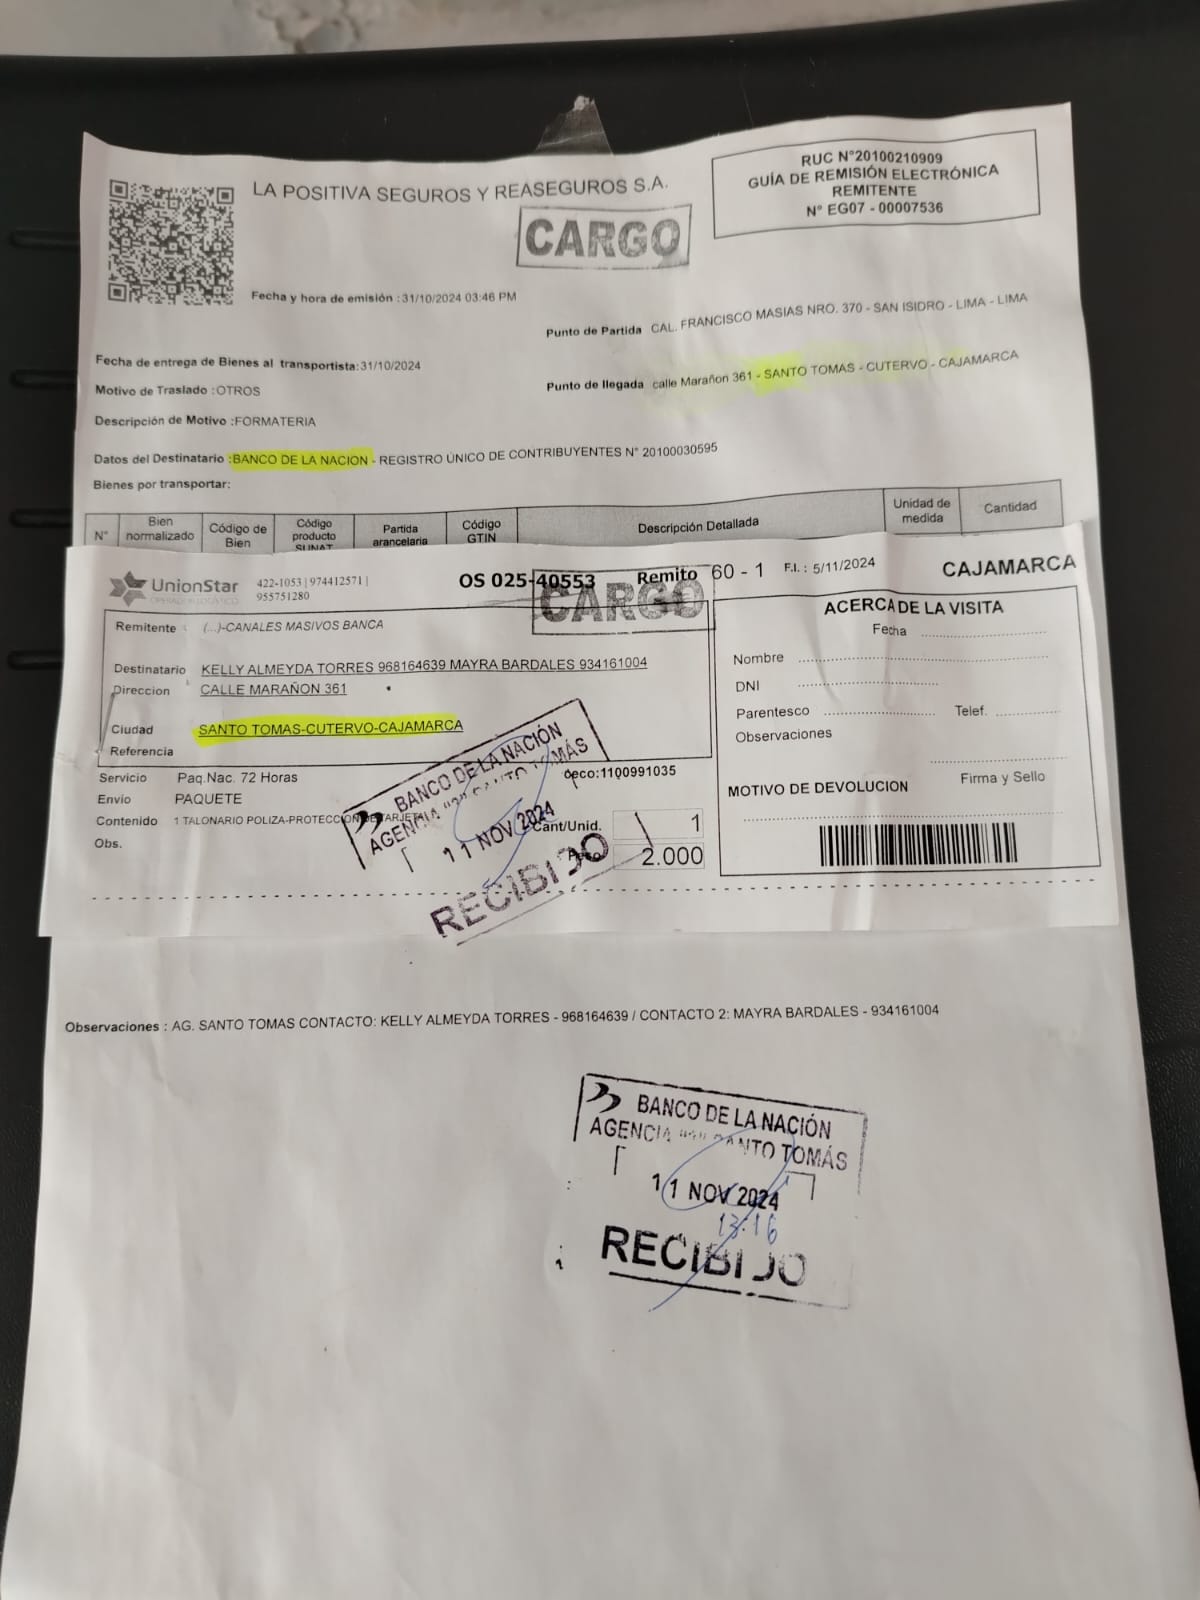 LA POSITIVA SEGUROS Y REASEGUROS S.A.
CARGO
RUC N°20100210909
GUÍA DE REMISIÓN ELECTRÓNICA
REMITENTE
N° EG07 - 00007536
Fecha y hora de emisión :31/10/2024 03:46 PM
Punto de Partida CAL. FRANCISCO MASIAS NRO. 370 - SAN ISIDRO - LIMA - LIMA
Fecha de entrega de Bienes al transportista:31/10/2024
Punto de llegada calle Marañon 361 - SANTO TOMAS - CUTERVO - CAJAMARCA
Motivo de Traslado :OTROS
Descripción de Motivo :FORMATERIA
Datos del Destinatario :BANCO DE LA NACION - REGISTRO ÚNICO DE CONTRIBUYENTES N° 20100030595
Bienes por transportar:
N° Bien normalizado Código de Bien Código producto SUNAT Partida arancelaria Código GTIN Descripción Detallada Unidad de medida Cantidad
UnionStar
422-1053 | 974412571 |
955751280
OS 025-40553 Remito 60 - 1 F.I. : 5/11/2024 CAJAMARCA
CARGO
Remitente (...)-CANALES MASIVOS BANCA
Destinatario KELLY ALMEYDA TORRES 968164639 MAYRA BARDALES 934161004
Direccion CALLE MARAÑON 361
Ciudad SANTO TOMAS-CUTERVO-CAJAMARCA
Referencia
Servicio Paq.Nac. 72 Horas
ceco:1100991035
Envio PAQUETE
Contenido 1 TALONARIO POLIZA-PROTECCION DE TARJETA
Obs.
Cant/Unid. 1
Peso 2.000
BANCO DE LA NACIÓN
AGENCIA SANTO TOMÁS
11 NOV 2024
RECIBIDO
ACERCA DE LA VISITA
Fecha
Nombre
DNI
Parentesco Telef.
Observaciones
Firma y Sello
MOTIVO DE DEVOLUCION
Observaciones : AG. SANTO TOMAS CONTACTO: KELLY ALMEYDA TORRES - 968164639 / CONTACTO 2: MAYRA BARDALES - 934161004
BANCO DE LA NACIÓN
AGENCIA SANTO TOMÁS
11 NOV 2024
13:16
RECIBIDO